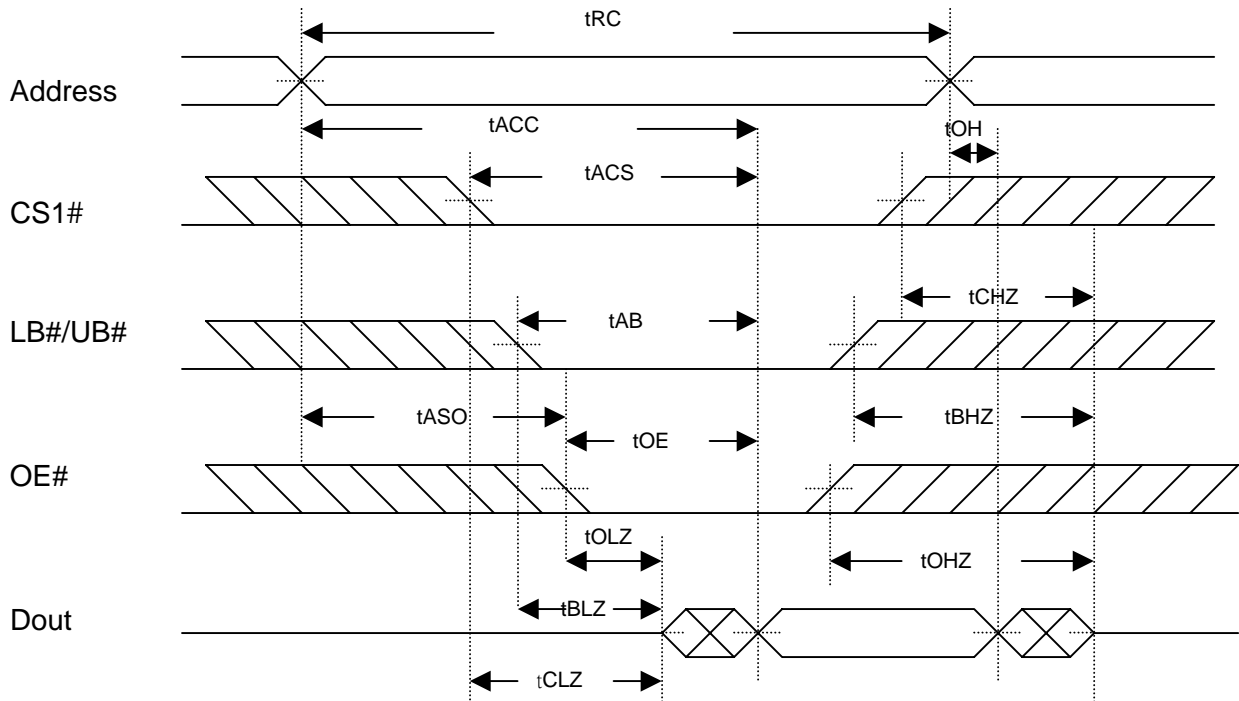 tRC
Address
tACC
tOH
tACS
CS1#
tCHZ
LB#/UB#
tAB
tASO
tBHZ
tOE
OE#
tOLZ
tOHZ
tBLZ
Dout
tCLZ